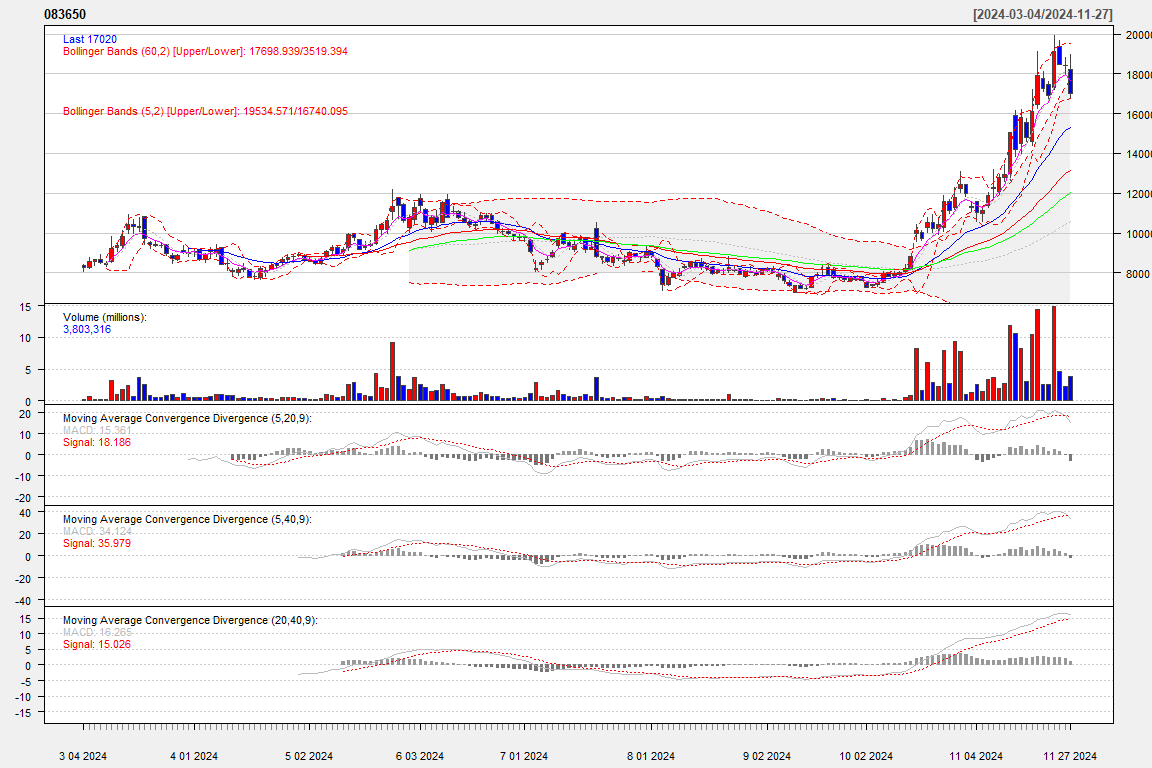 083650
[2024-03-04/2024-11-27]
Last 17020
Bollinger Bands (60,2) [Upper/Lower]: 17698.939/3519.394
Bollinger Bands (5,2) [Upper/Lower]: 19534.571/16740.095
20000
18000
16000
14000
12000
10000
8000
Volume (millions):
3,803,316
15
10
5
0
Moving Average Convergence Divergence (5,20,9):
MACD: 15.361
Signal: 18.186
20
10
0
-10
-20
Moving Average Convergence Divergence (5,40,9):
MACD: 34.124
Signal: 35.979
40
20
0
-20
-40
Moving Average Convergence Divergence (20,40,9):
MACD: 16.265
Signal: 15.026
15
10
5
0
-5
-10
-15
3 04 2024
4 01 2024
5 02 2024
6 03 2024
7 01 2024
8 01 2024
9 02 2024
10 02 2024
11 04 2024
11 27 2024